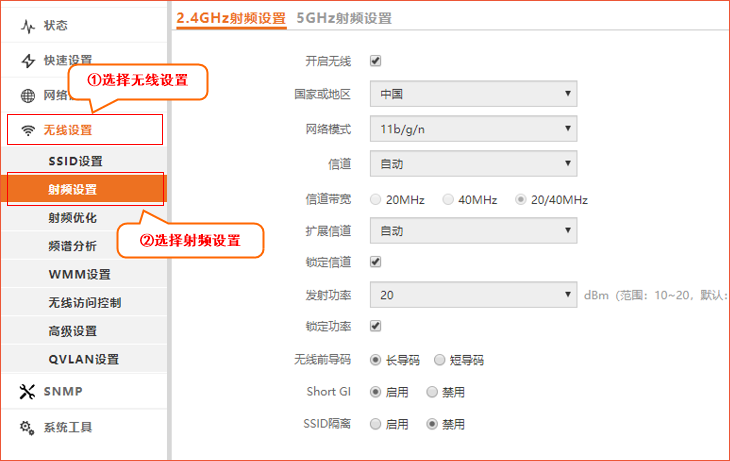 状态
快速设置
网络
①选择无线设置
无线设置
SSID设置
射频设置
射频优化
②选择射频设置
频谱分析
WMM设置
无线访问控制
高级设置
QVLAN设置
SNMP
系统工具
2.4GHz射频设置 5GHz射频设置
开启无线
国家或地区 中国
网络模式 11b/g/n
信道 自动
信道带宽 20MHz 40MHz 20/40MHz
扩展信道 自动
锁定信道
发射功率 20 dBm (范围：10~20，默认：
锁定功率
无线前导码 长导码 短导码
Short GI 启用 禁用
SSID隔离 启用 禁用